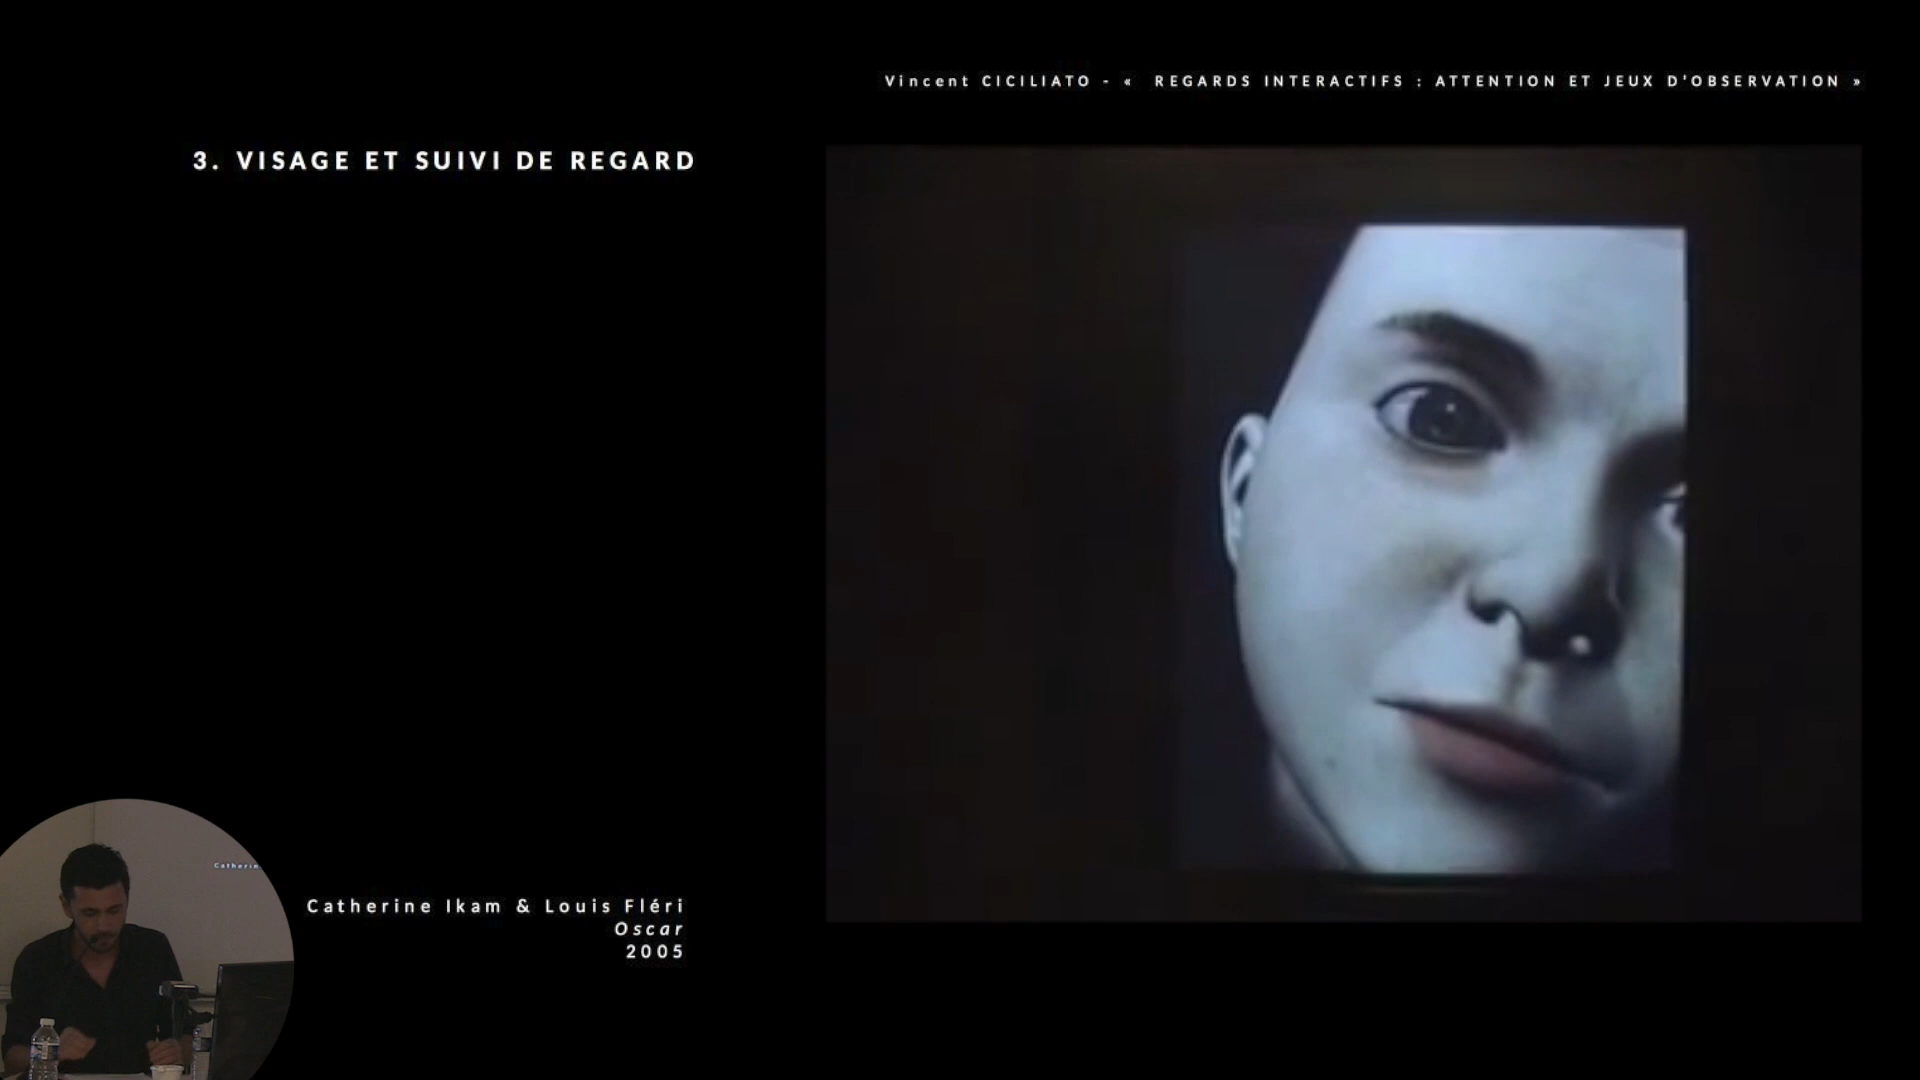 Vincent CICILIATO - « REGARDS INTERACTIFS : ATTENTION ET JEUX D'OBSERVATION »
3. VISAGE ET SUIVI DE REGARD
Catherin
Catherine Ikam & Louis Fléri
Oscar
2005